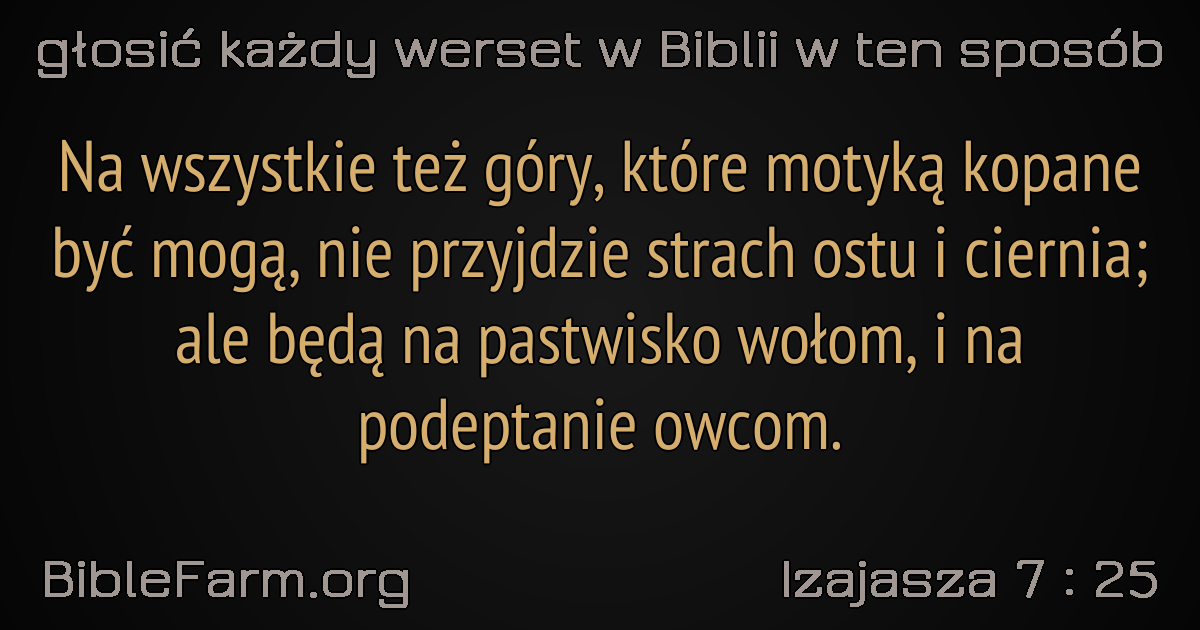 głosić każdy werset w Biblii w ten sposób
Na wszystkie też góry, które motyką kopane
być mogą, nie przyjdzie strach ostu i ciernia;
ale będą na pastwisko wołom, i na
podeptanie owcom.
BibleFarm.org
Izajasza 7 : 25